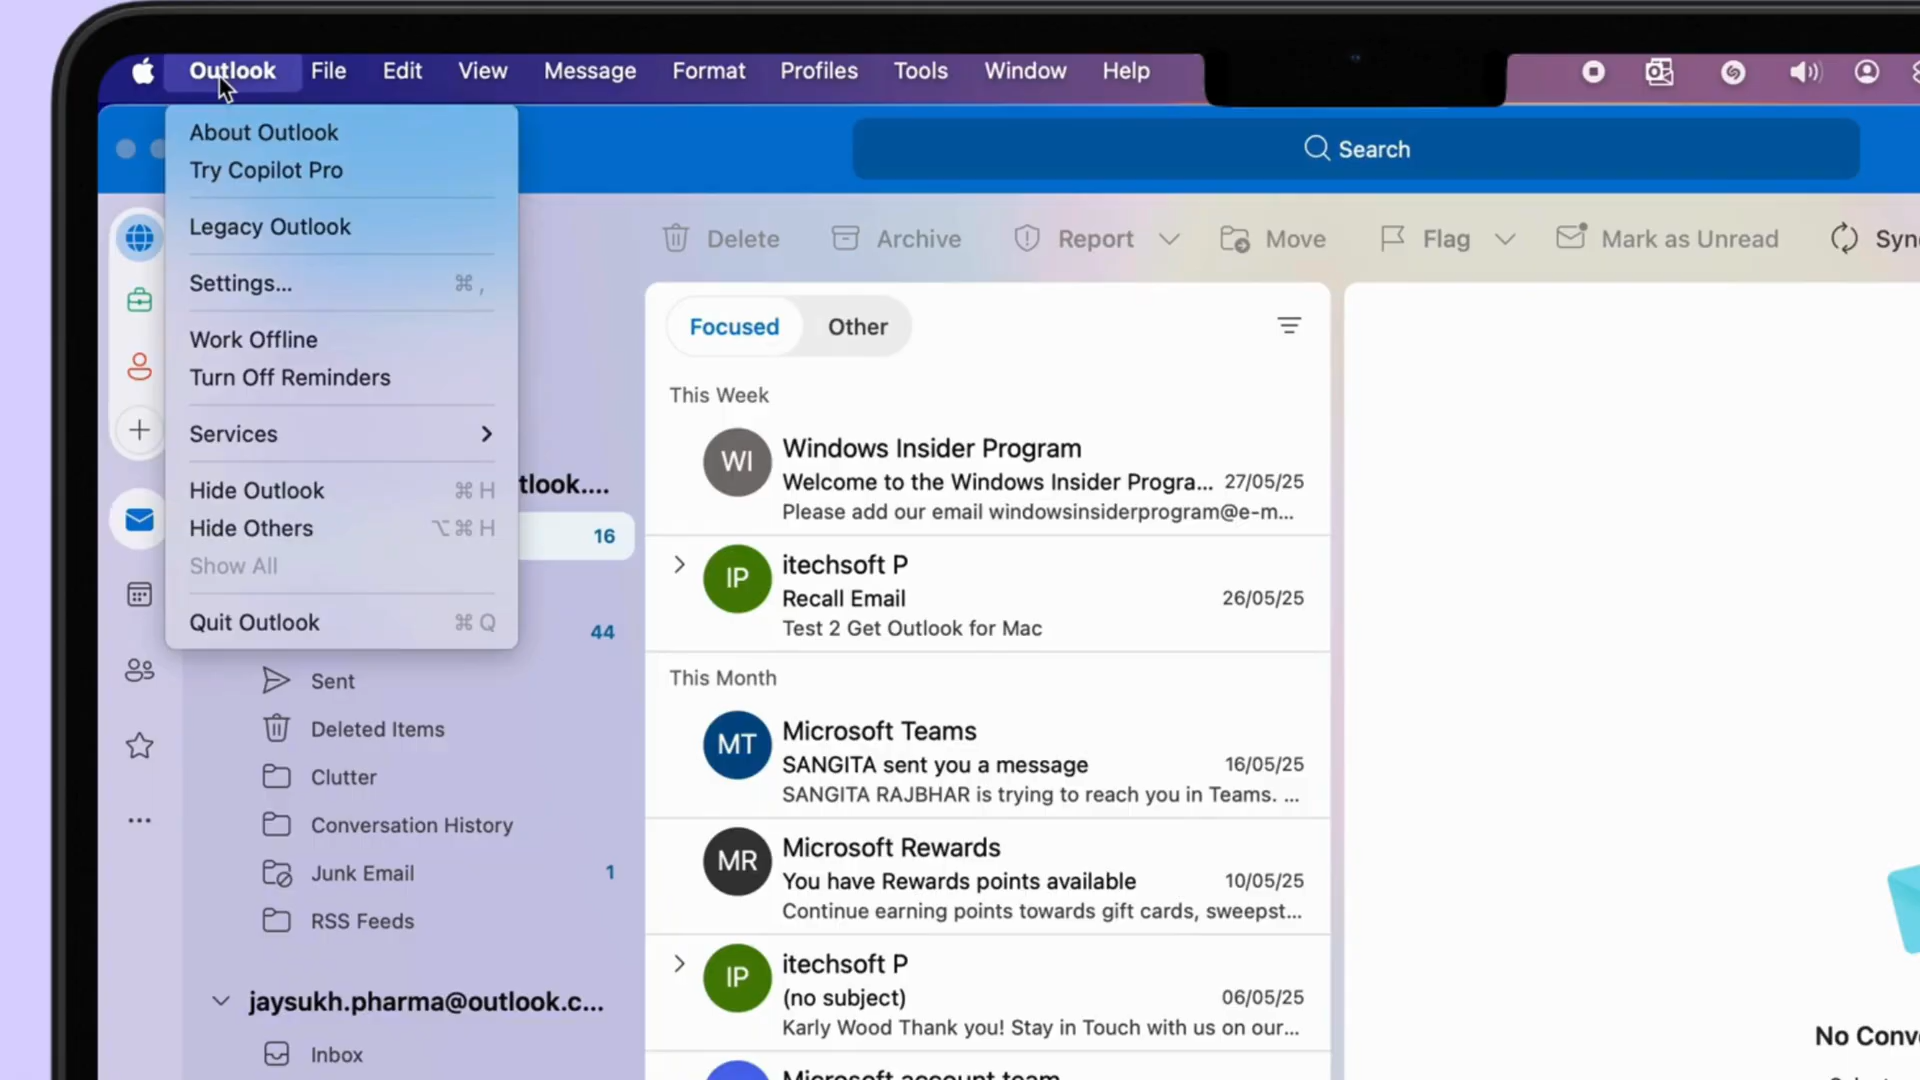 Outlook File Edit View Message Format Profiles Tools Window Help
About Outlook
Try Copilot Pro
Legacy Outlook
Settings... ⌘ ,
Work Offline
Turn Off Reminders
Services
Hide Outlook ⌘ H
Hide Others ⌥ ⌘ H
Show All
Quit Outlook ⌘ Q
Search
Delete Archive Report Move Flag Mark as Unread Syn
tlook....
16
44
Sent
Deleted Items
Clutter
Conversation History
Junk Email 1
RSS Feeds
jaysukh.pharma@outlook.c...
Inbox
Focused Other
This Week
WI
Windows Insider Program
Welcome to the Windows Insider Progra... 27/05/25
Please add our email windowsinsiderprogram@e-m...
IP
itechsoft P
Recall Email 26/05/25
Test 2 Get Outlook for Mac
This Month
MT
Microsoft Teams
SANGITA sent you a message 16/05/25
SANGITA RAJBHAR is trying to reach you in Teams. ...
MR
Microsoft Rewards
You have Rewards points available 10/05/25
Continue earning points towards gift cards, sweepst...
IP
itechsoft P
(no subject) 06/05/25
Karly Wood Thank you! Stay in Touch with us on our...
Microsoft account team
No Conv